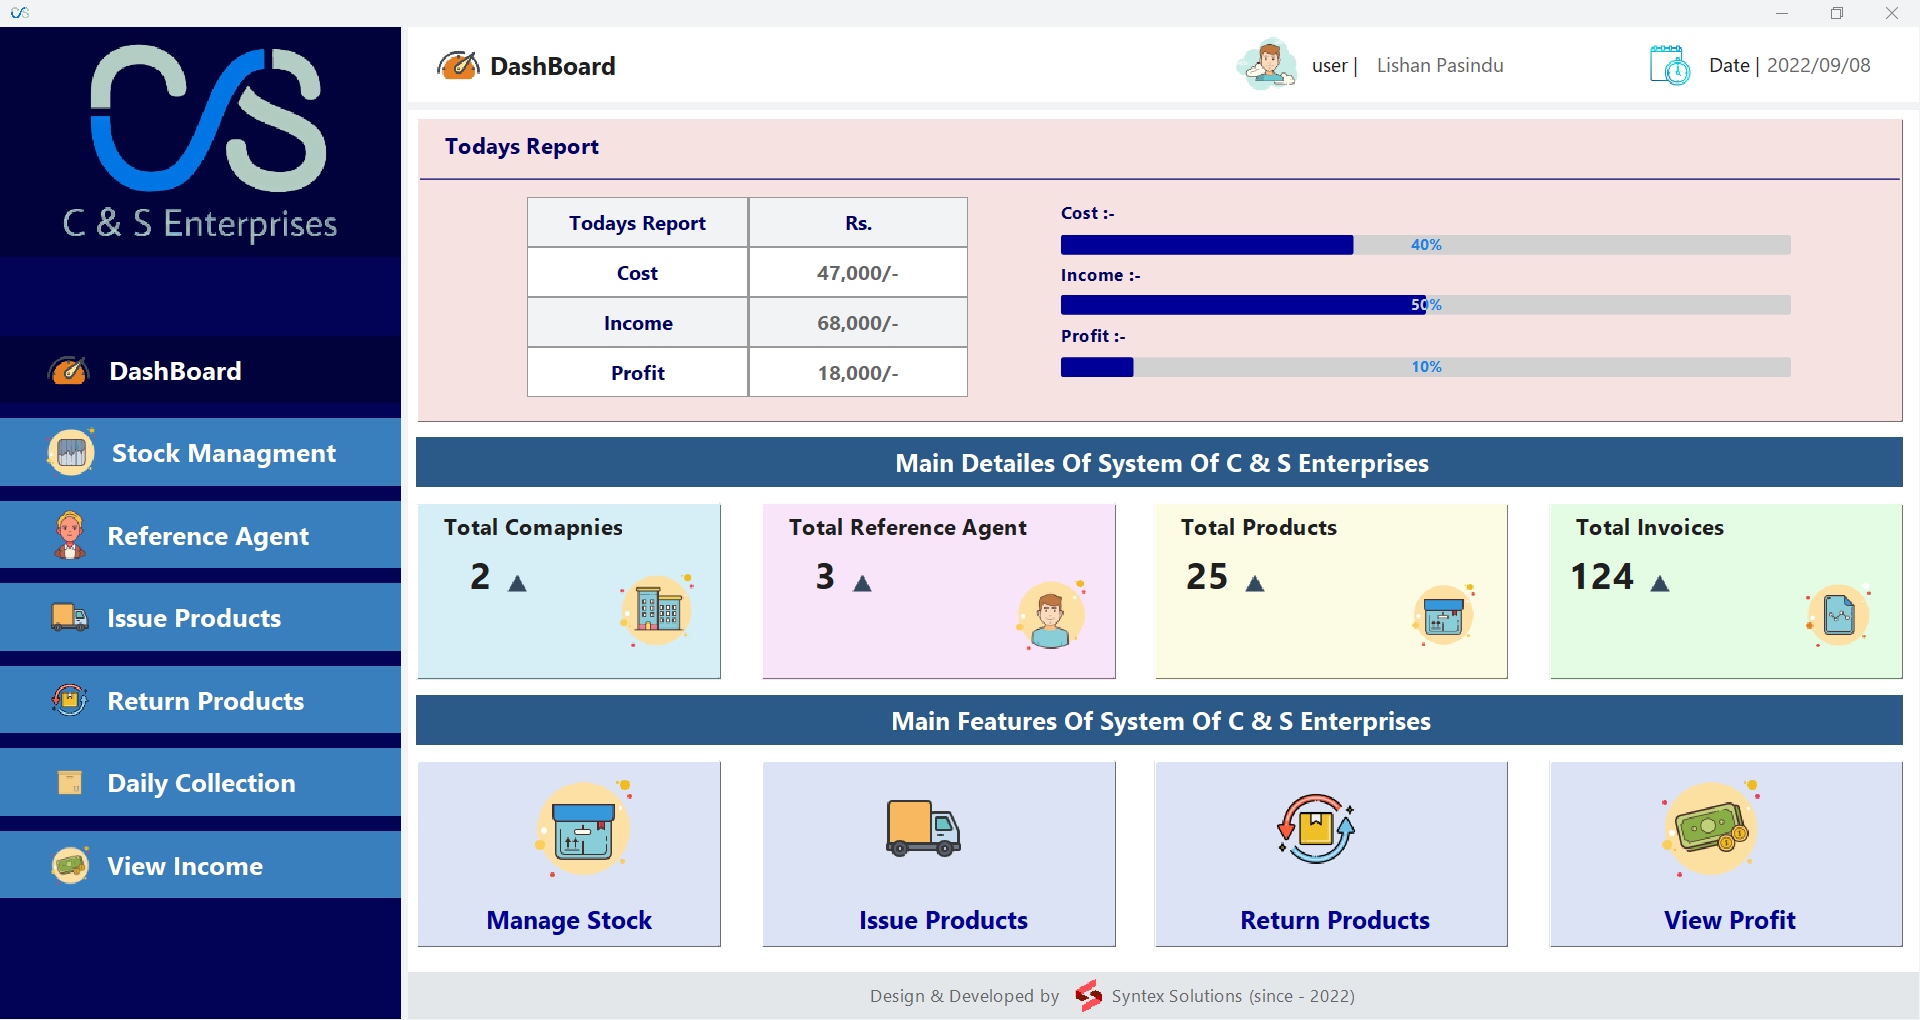 C & S Enterprises
DashBoard
Stock Managment
Reference Agent
Issue Products
Return Products
Daily Collection
View Income
DashBoard
user | Lishan Pasindu
Date | 2022/09/08
Todays Report
Todays Report Rs.
Cost 47,000/-
Income 68,000/-
Profit 18,000/-
Cost :-
40%
Income :-
50%
Profit :-
10%
Main Detailes Of System Of C & S Enterprises
Total Comapnies
2
Total Reference Agent
3
Total Products
25
Total Invoices
124
Main Features Of System Of C & S Enterprises
Manage Stock
Issue Products
Return Products
View Profit
Design & Developed by Syntex Solutions (since - 2022)